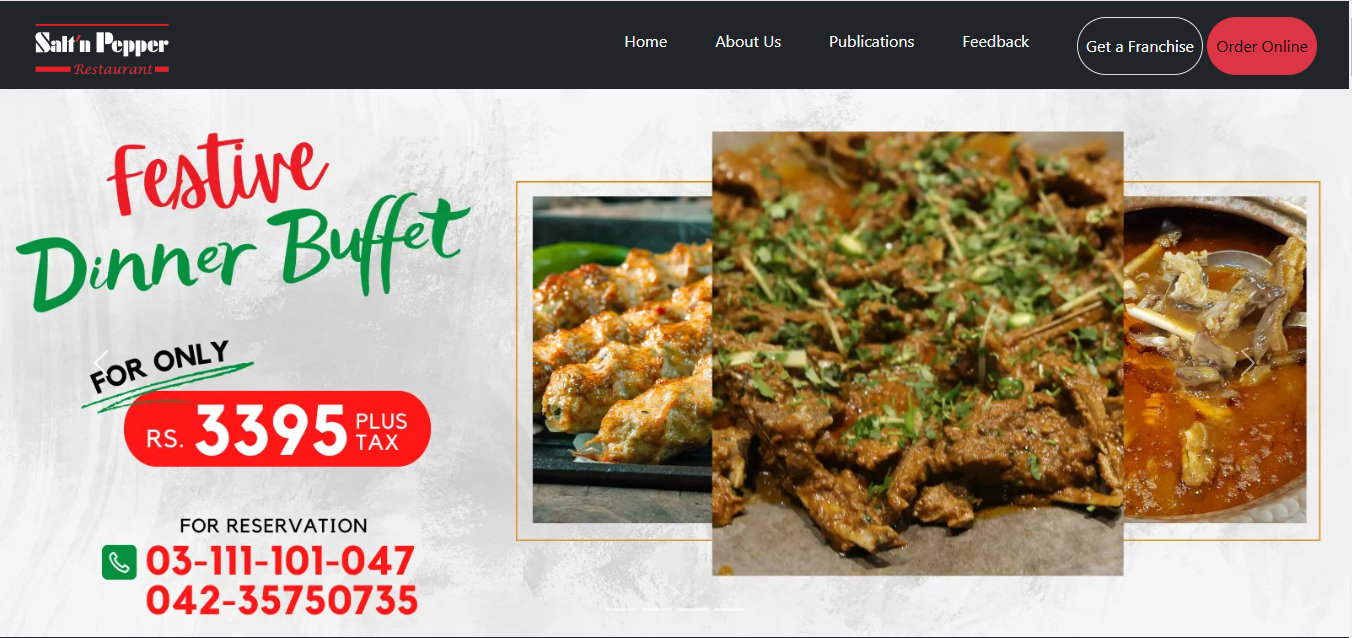 Salt'n Pepper
Restaurant
Home
About Us
Publications
Feedback
Get a Franchise
Order Online
Festive
Dinner Buffet
FOR ONLY
RS. 3395 PLUS TAX
FOR RESERVATION
03-111-101-047
042-35750735